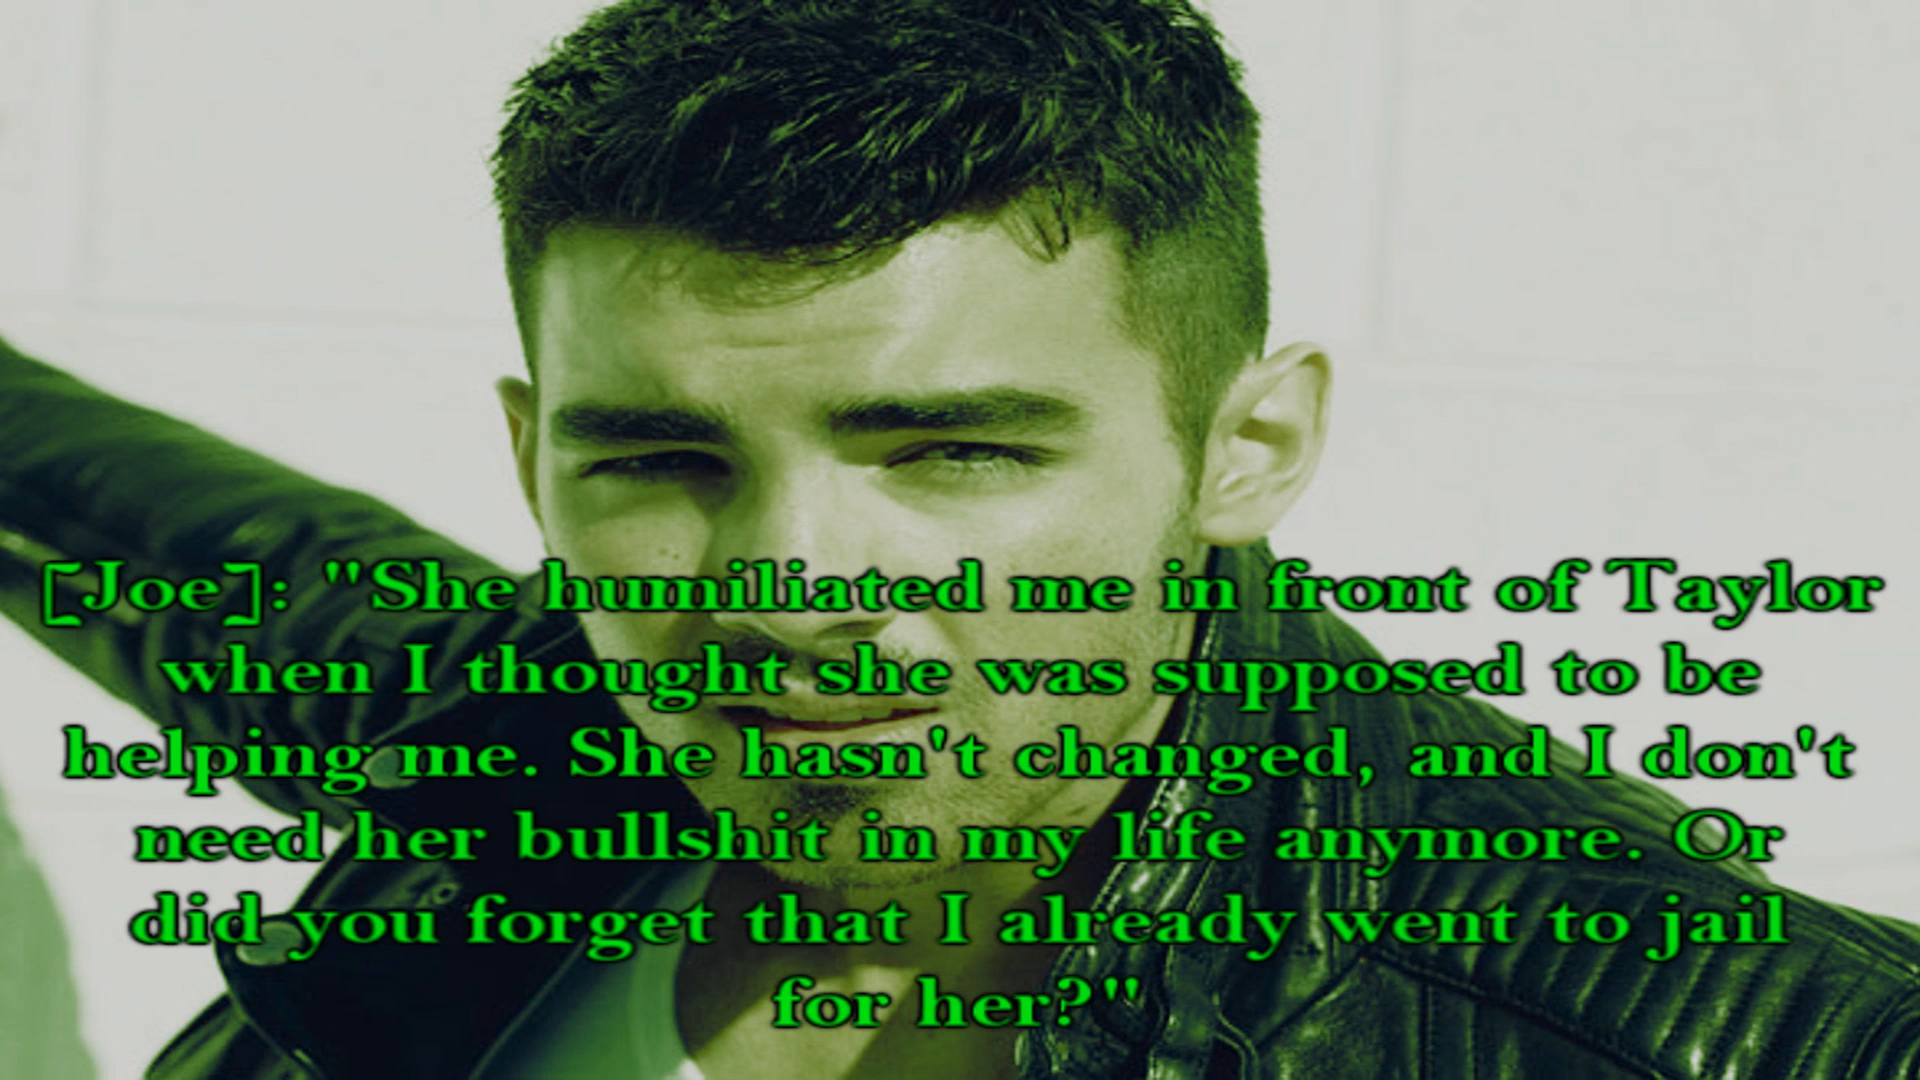 [Joe]: "She humiliated me in front of Taylor
when I thought she was supposed to be
helping me. She hasn't changed, and I don't
need her bullshit in my life anymore. Or
did you forget that I already went to jail
for her?"